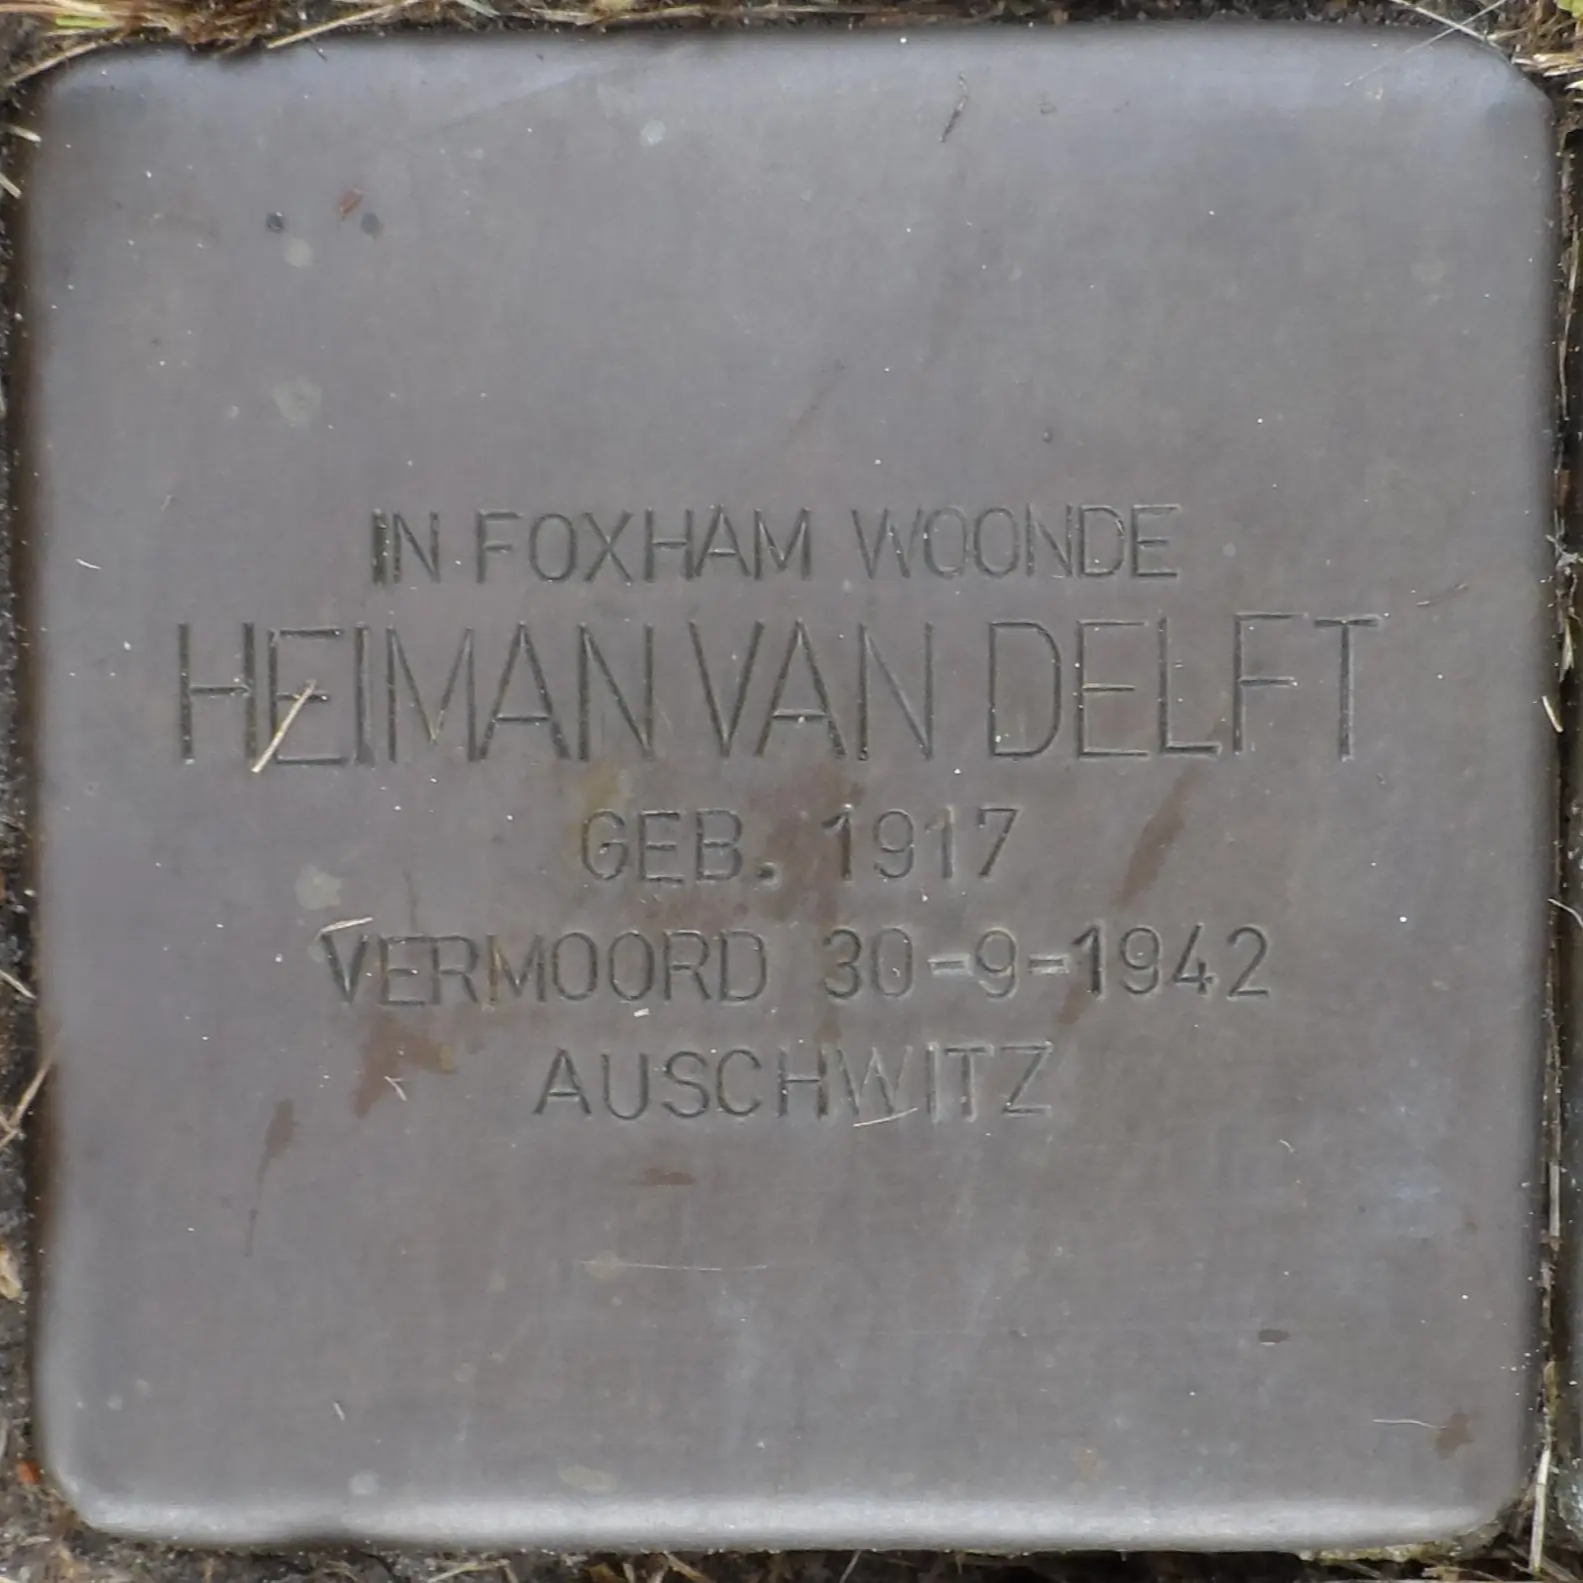 IN FOXHAM WOONDE
HEIMAN VAN DELFT
GEB. 1917
VERMOORD 30-9-1942
AUSCHWITZ